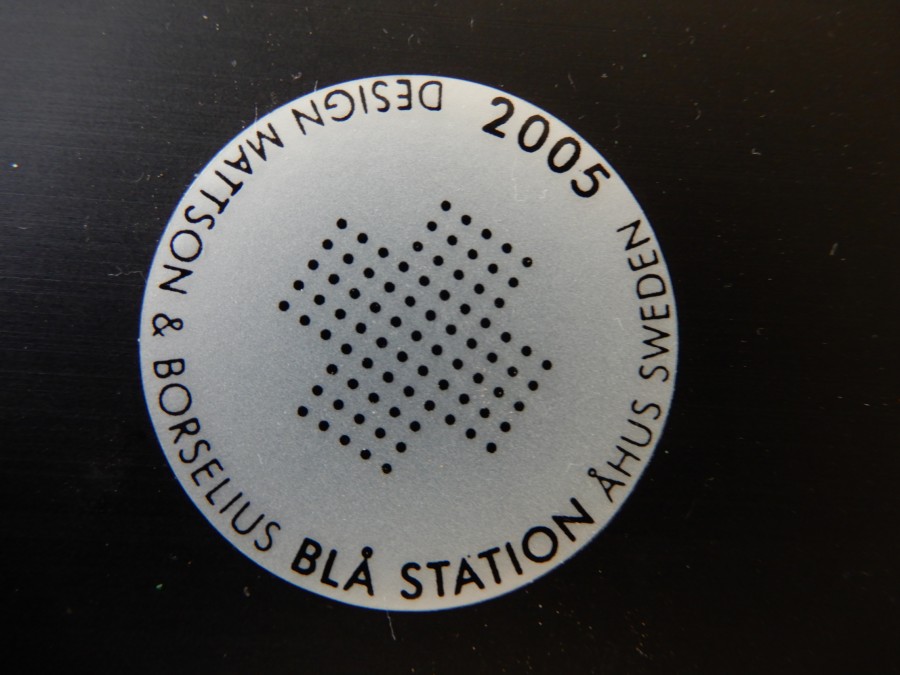 DESIGN MATTSON & BORSELIUS BLÅ STATION ÅHUS SWEDEN
2005